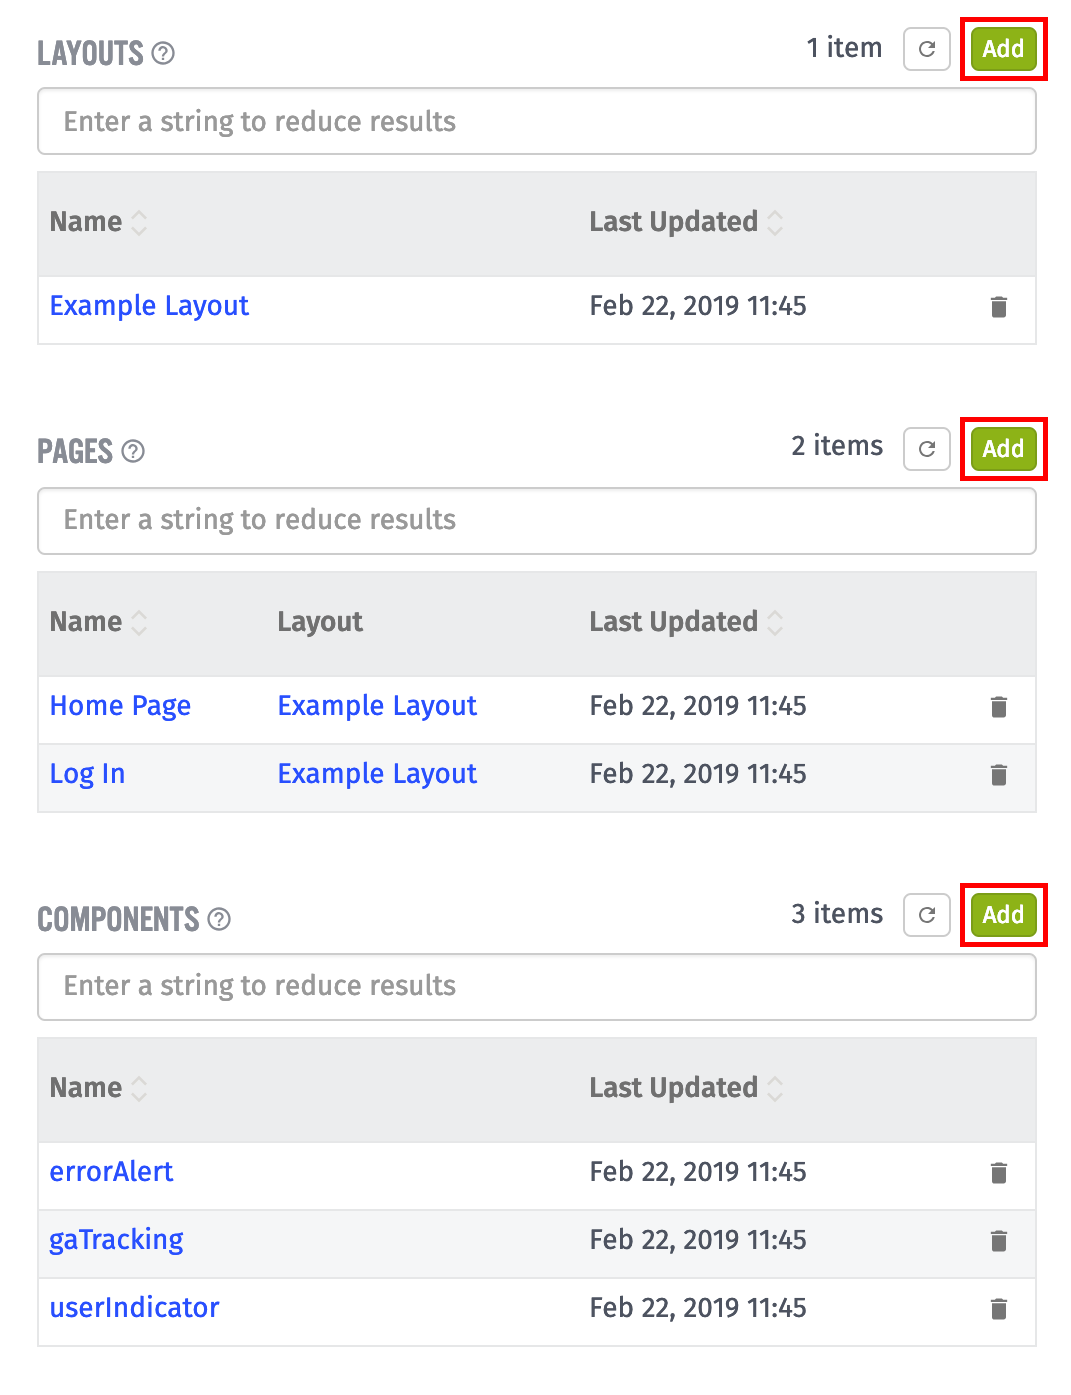 LAYOUTS 1 item Add
Enter a string to reduce results
Name Last Updated
Example Layout Feb 22, 2019 11:45
PAGES 2 items Add
Enter a string to reduce results
Name Layout Last Updated
Home Page Example Layout Feb 22, 2019 11:45
Log In Example Layout Feb 22, 2019 11:45
COMPONENTS 3 items Add
Enter a string to reduce results
Name Last Updated
errorAlert Feb 22, 2019 11:45
gaTracking Feb 22, 2019 11:45
userIndicator Feb 22, 2019 11:45